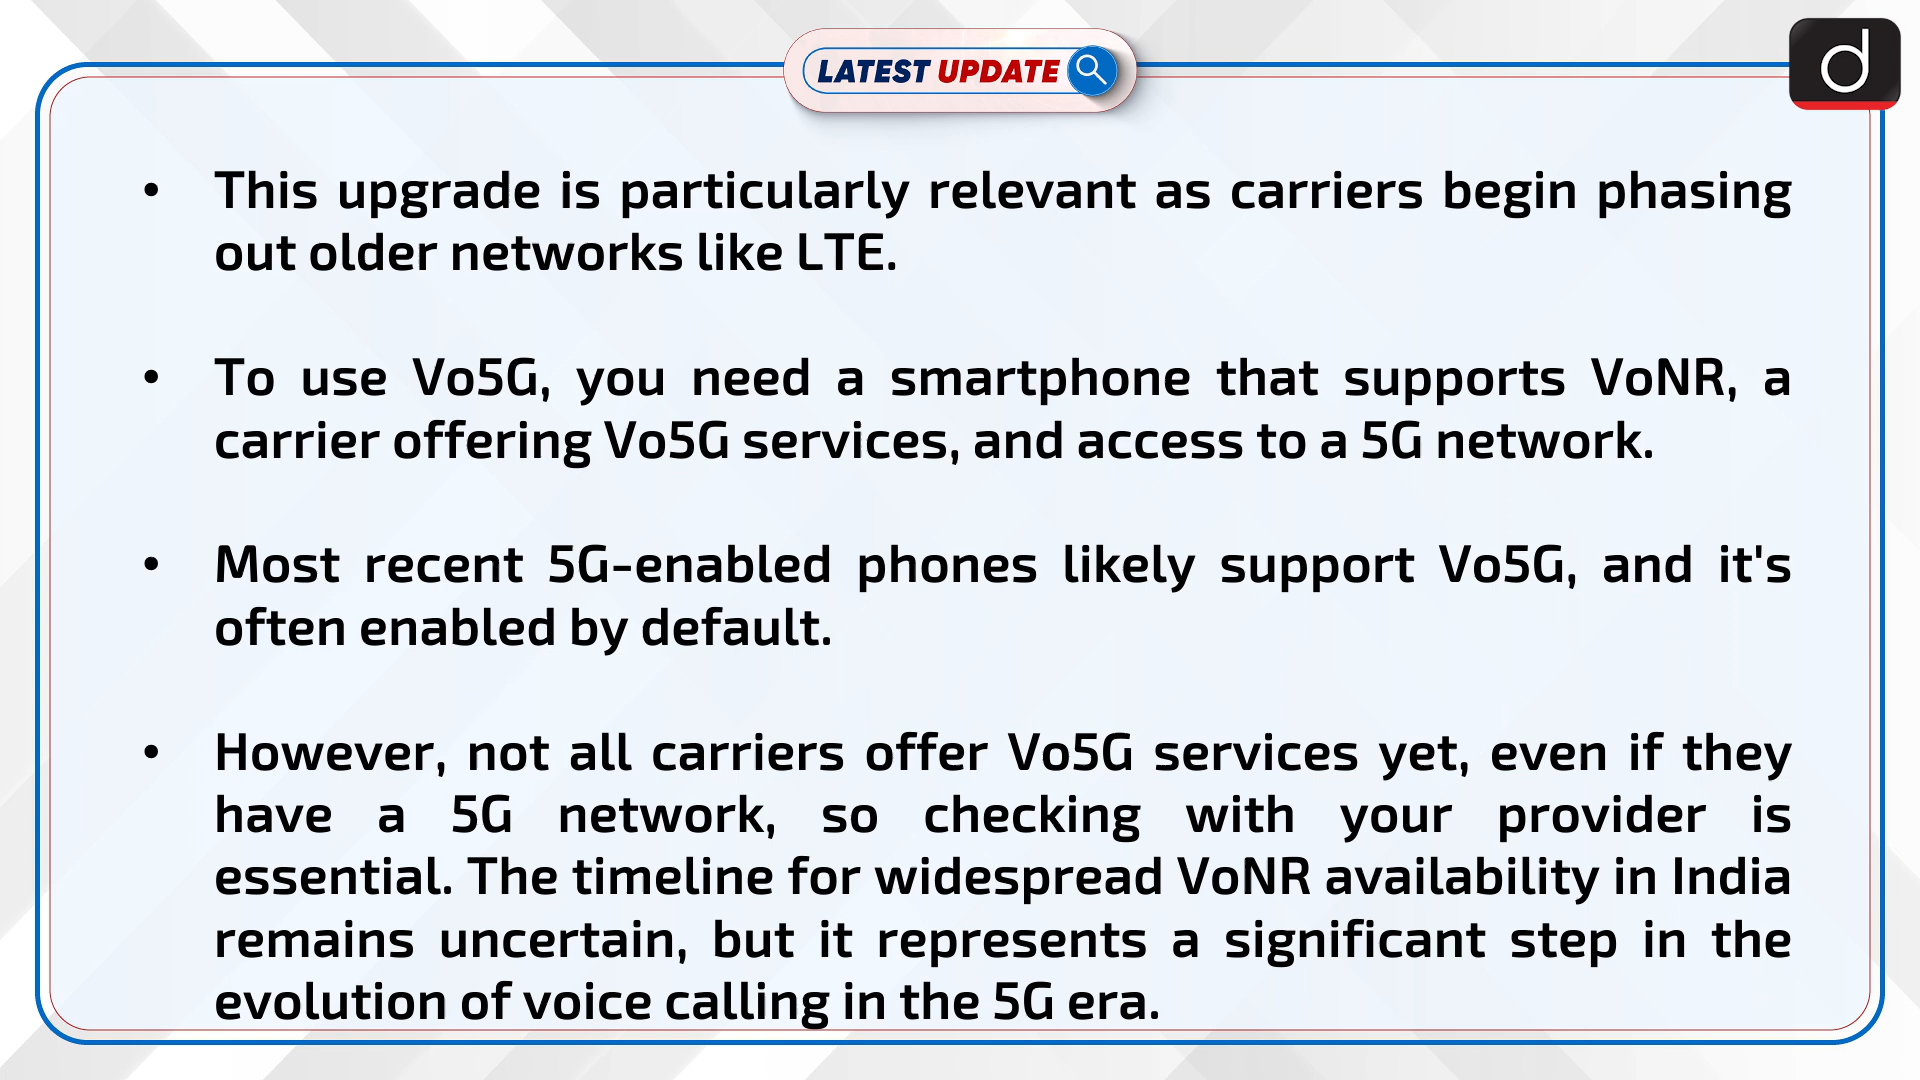 LATEST UPDATE
d
• This upgrade is particularly relevant as carriers begin phasing
out older networks like LTE.
• To use Vo5G, you need a smartphone that supports VoNR, a
carrier offering Vo5G services, and access to a 5G network.
• Most recent 5G-enabled phones likely support Vo5G, and it's
often enabled by default.
• However, not all carriers offer Vo5G services yet, even if they
have a 5G network, so checking with your provider is
essential. The timeline for widespread VoNR availability in India
remains uncertain, but it represents a significant step in the
evolution of voice calling in the 5G era.